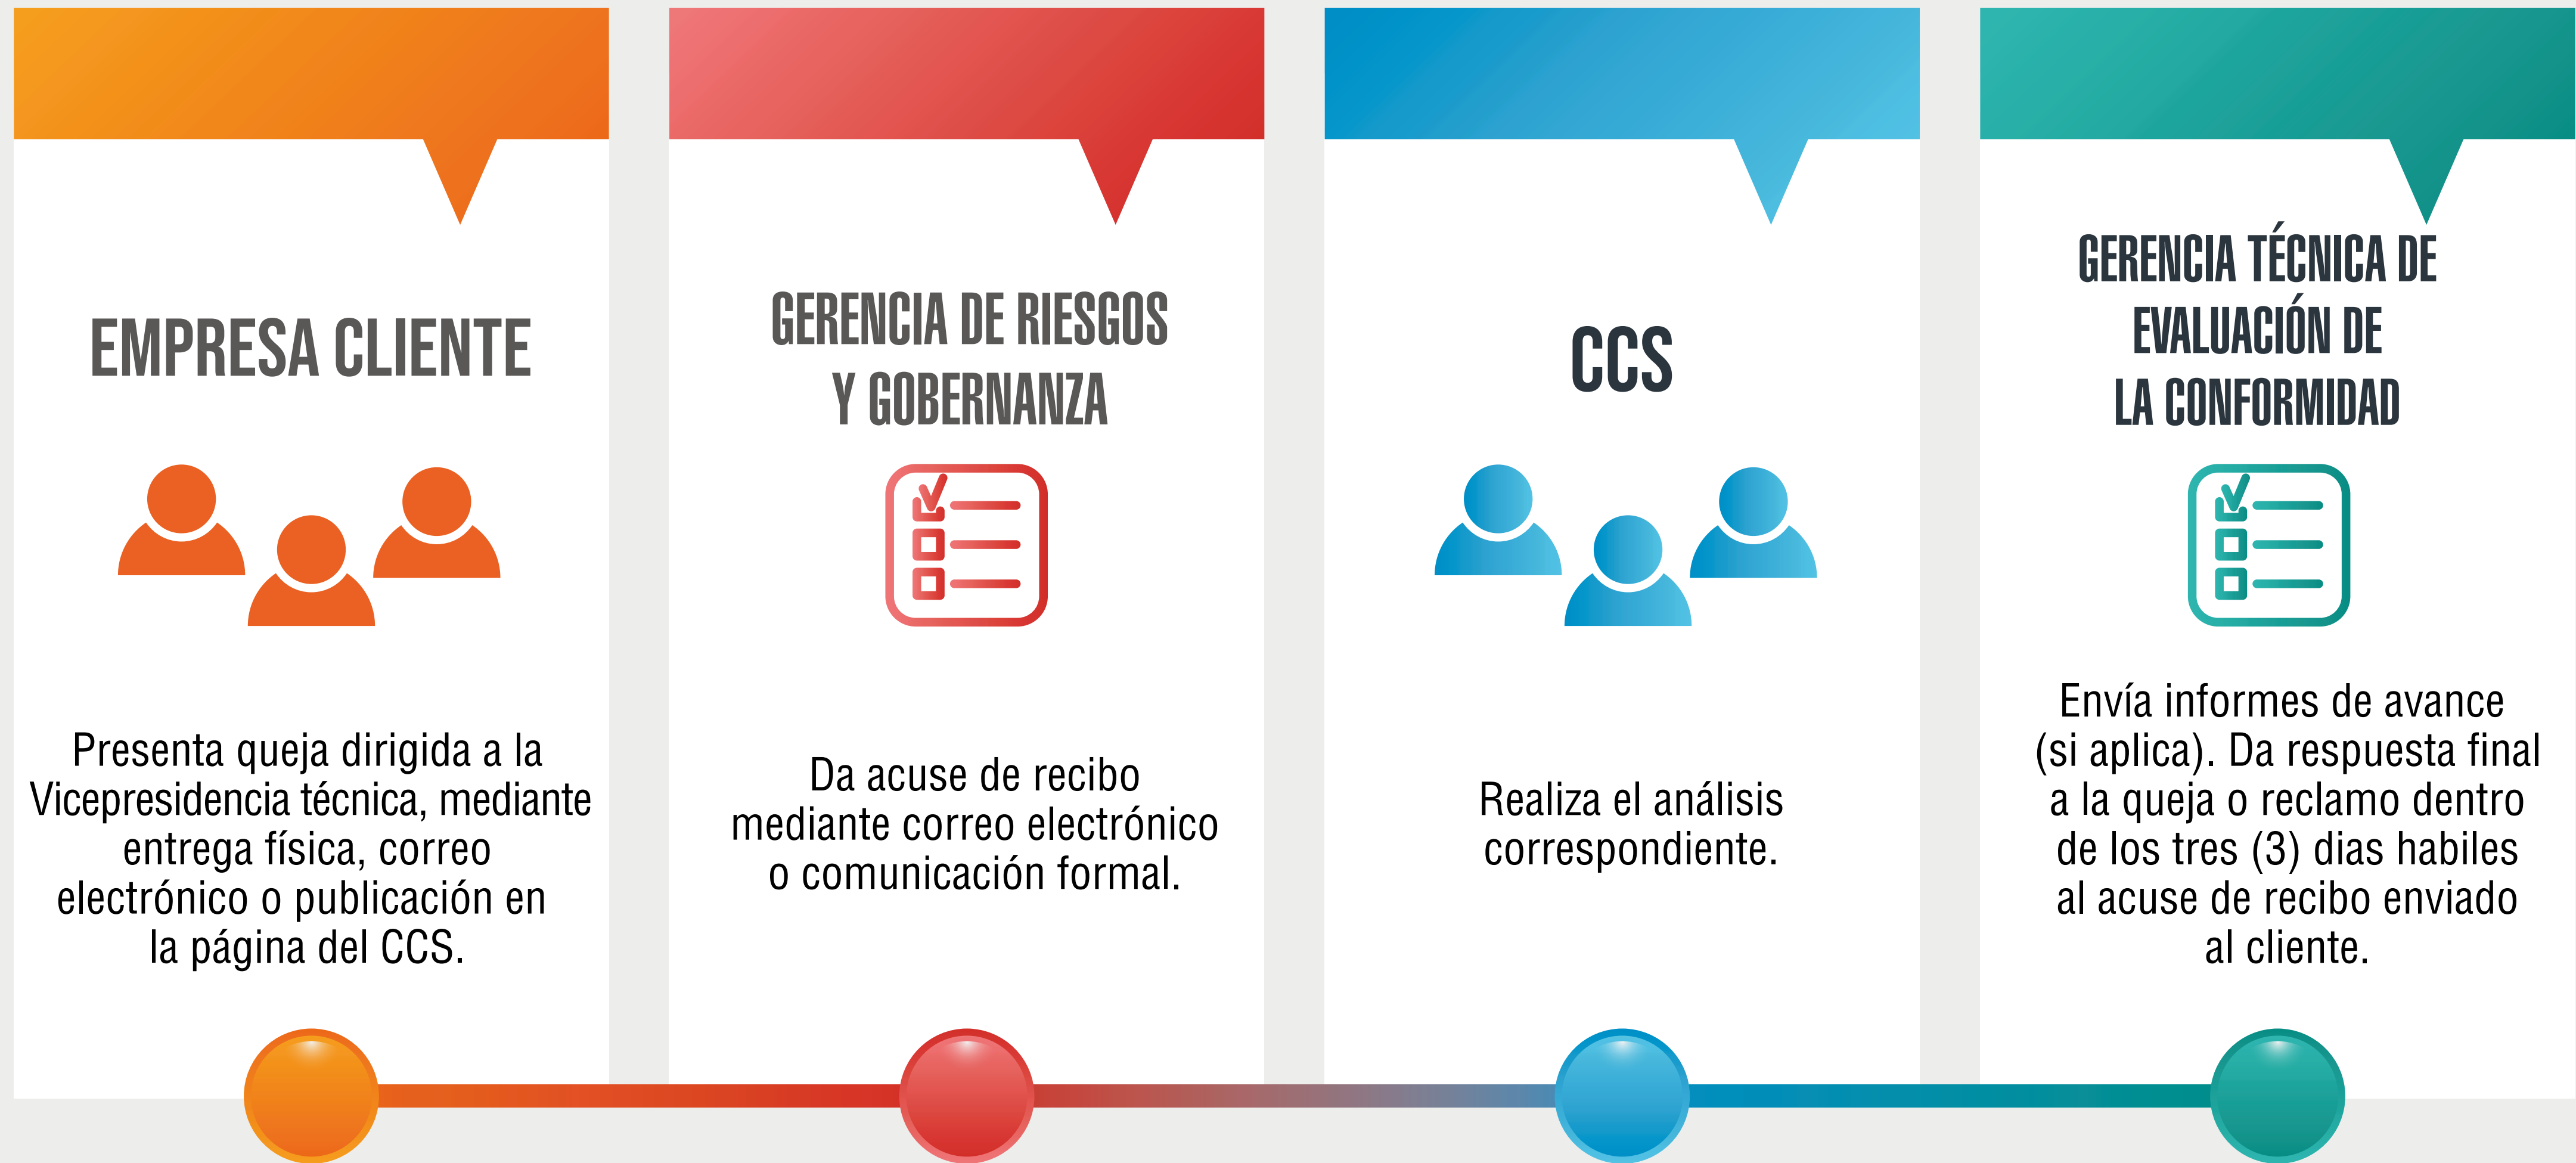 EMPRESA CLIENTE
Presenta queja dirigida a la
Vicepresidencia técnica, mediante
entrega física, correo
electrónico o publicación en
la página del CCS.
GERENCIA DE RIESGOS
Y GOBERNANZA
Da acuse de recibo
mediante correo electrónico
o comunicación formal.
CCS
Realiza el análisis
correspondiente.
GERENCIA TÉCNICA DE
EVALUACIÓN DE
LA CONFORMIDAD
Envía informes de avance
(si aplica). Da respuesta final
a la queja o reclamo dentro
de los tres (3) dias habiles
al acuse de recibo enviado
al cliente.